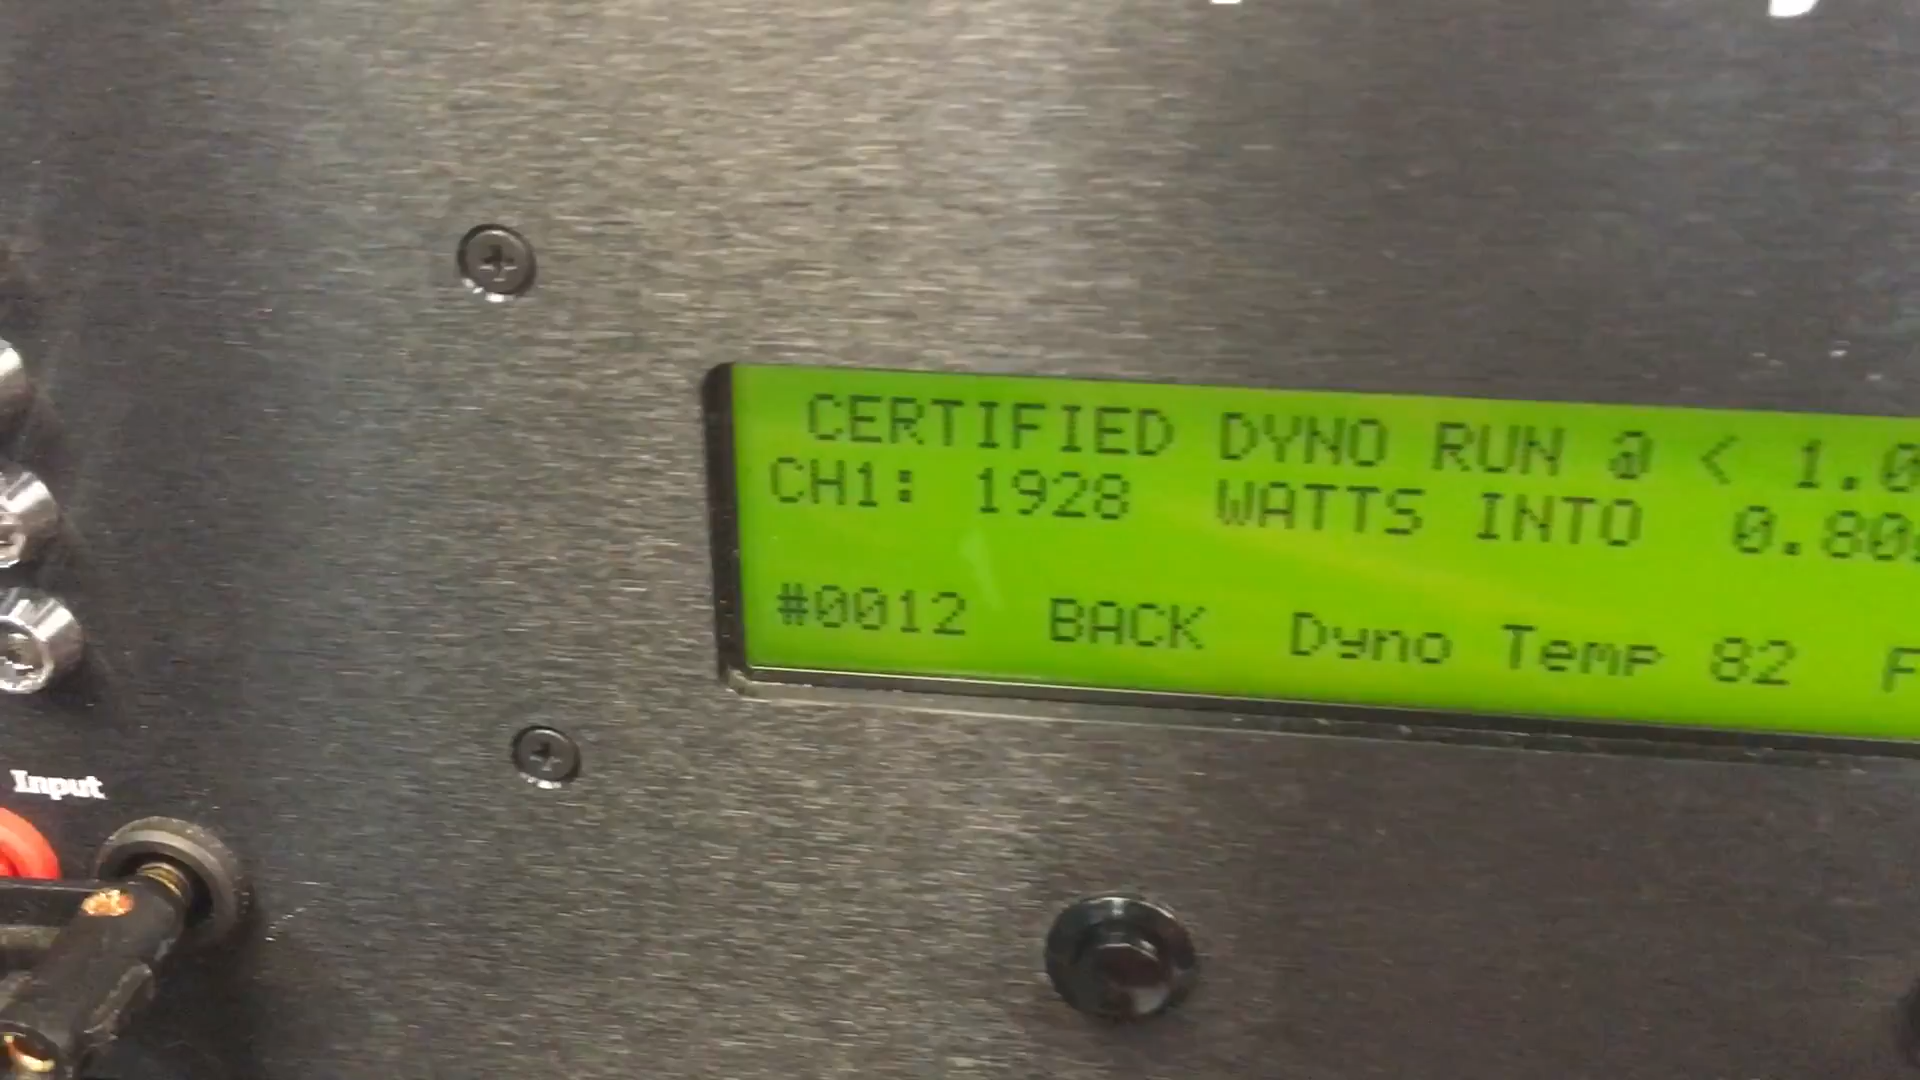 CERTIFIED DYNO RUN @ < 1.0
CH1: 1928 WATTS INTO 0.80
#0012 BACK Dyno Temp 82 F
Input